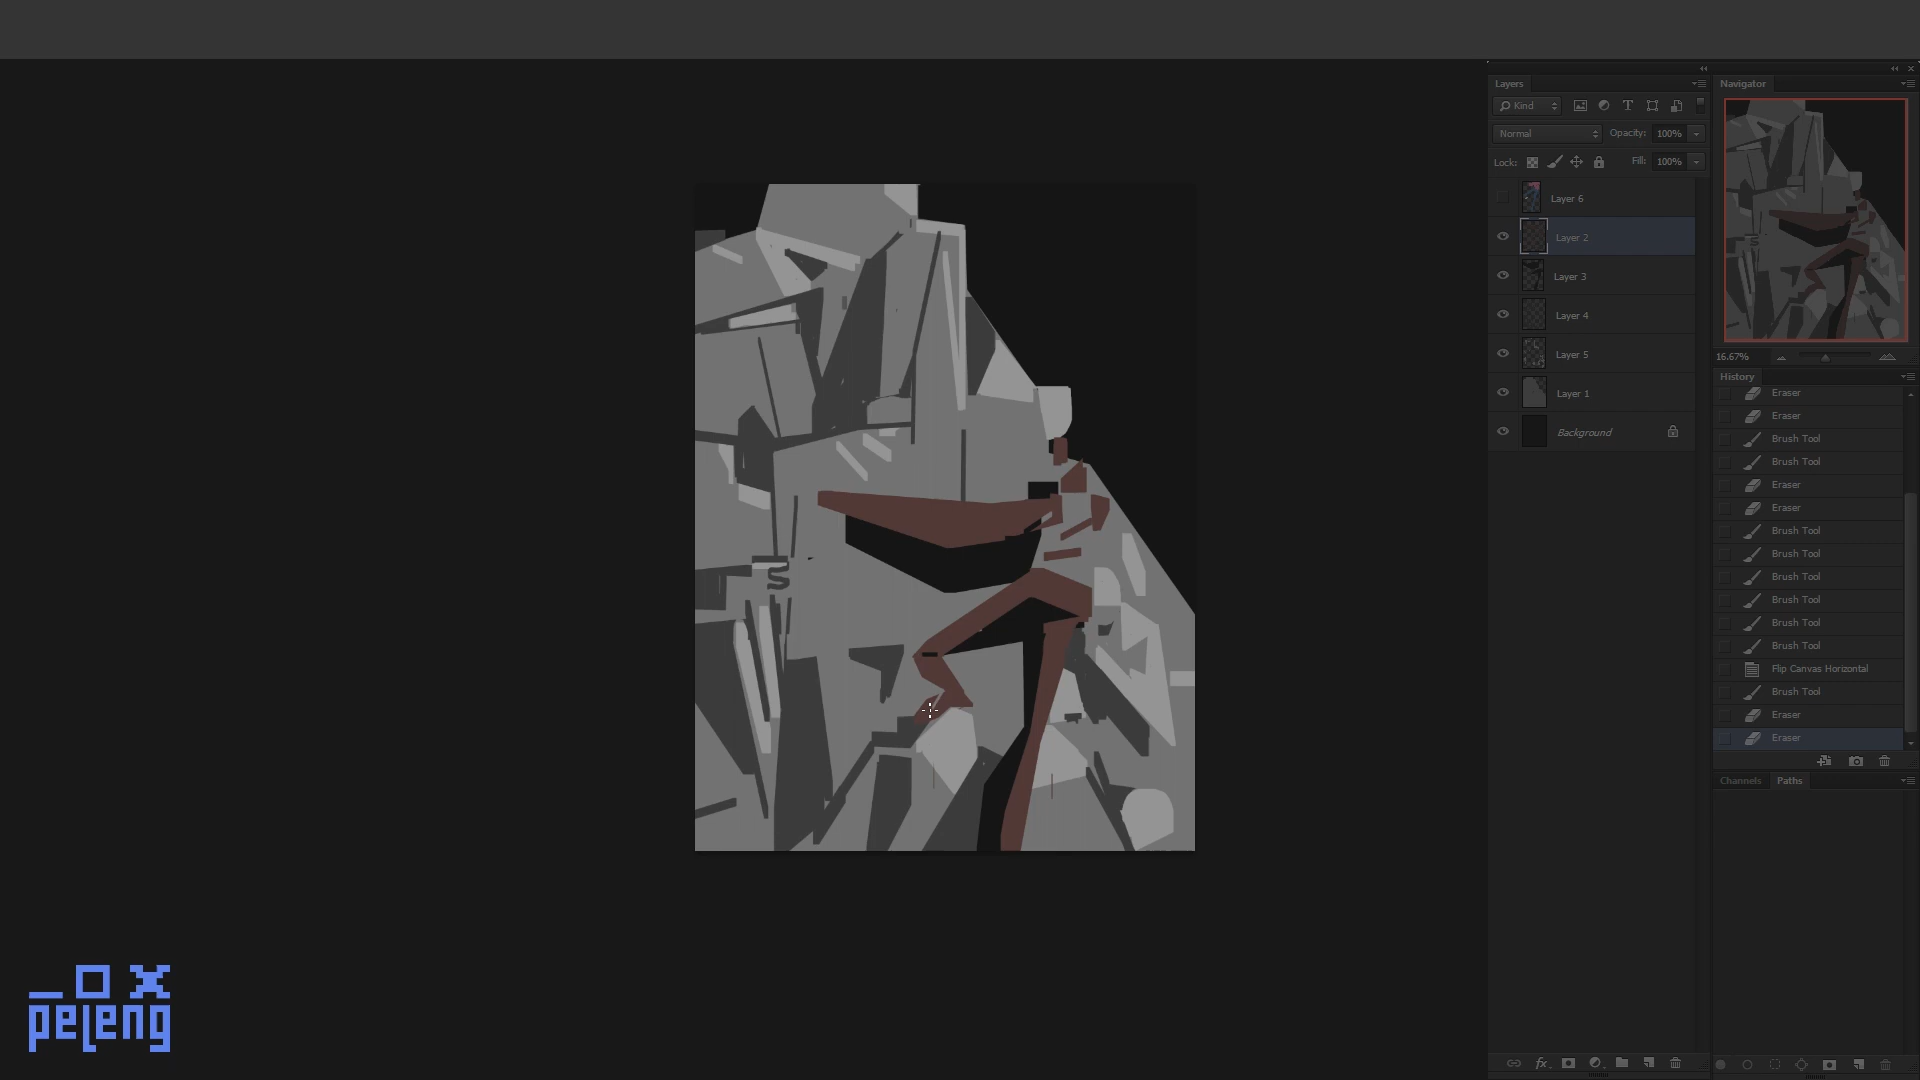 Layers
Navigator
Kind
Normal
Opacity: 100%
Lock:
Fill: 100%
Layer 6
Layer 2
Layer 3
Layer 4
Layer 5
Layer 1
Background
16.67%
History
Eraser
Eraser
Brush Tool
Brush Tool
Eraser
Eraser
Brush Tool
Brush Tool
Brush Tool
Brush Tool
Brush Tool
Brush Tool
Flip Canvas Horizontal
Brush Tool
Eraser
Eraser
Channels
Paths
fx
peleng